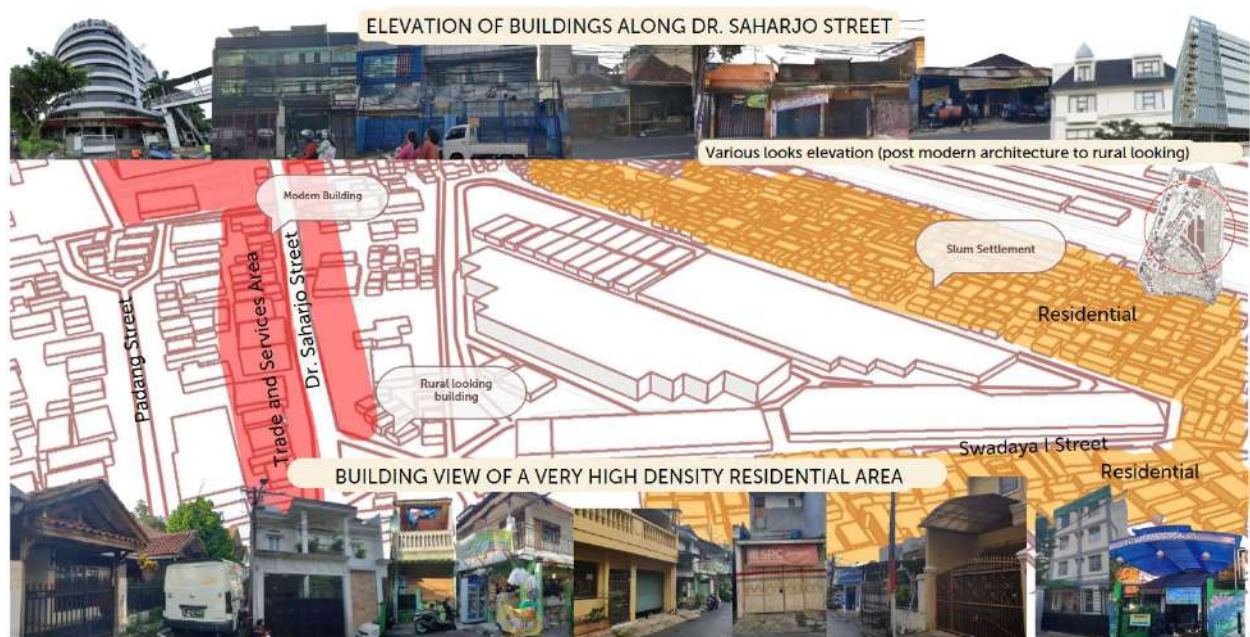 ELEVATION OF BUILDINGS ALONG DR. SAHARJO STREET
Various looks elevation (post modern architecture to rural looking)
Modern Building
Slum Settlement
Residential
Padang Street
Trade and Services Area
Dr. Saharjo Street
Rural looking
building
Swadaya I Street
Residential
BUILDING VIEW OF A VERY HIGH DENSITY RESIDENTIAL AREA
SRC